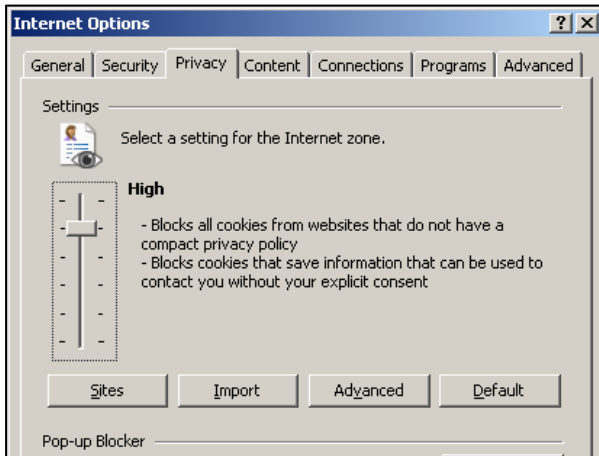 Internet Options
General Security Privacy Content Connections Programs Advanced
Settings
Select a setting for the Internet zone.
High
- Blocks all cookies from websites that do not have a
compact privacy policy
- Blocks cookies that save information that can be used to
contact you without your explicit consent
Sites Import Advanced Default
Pop-up Blocker